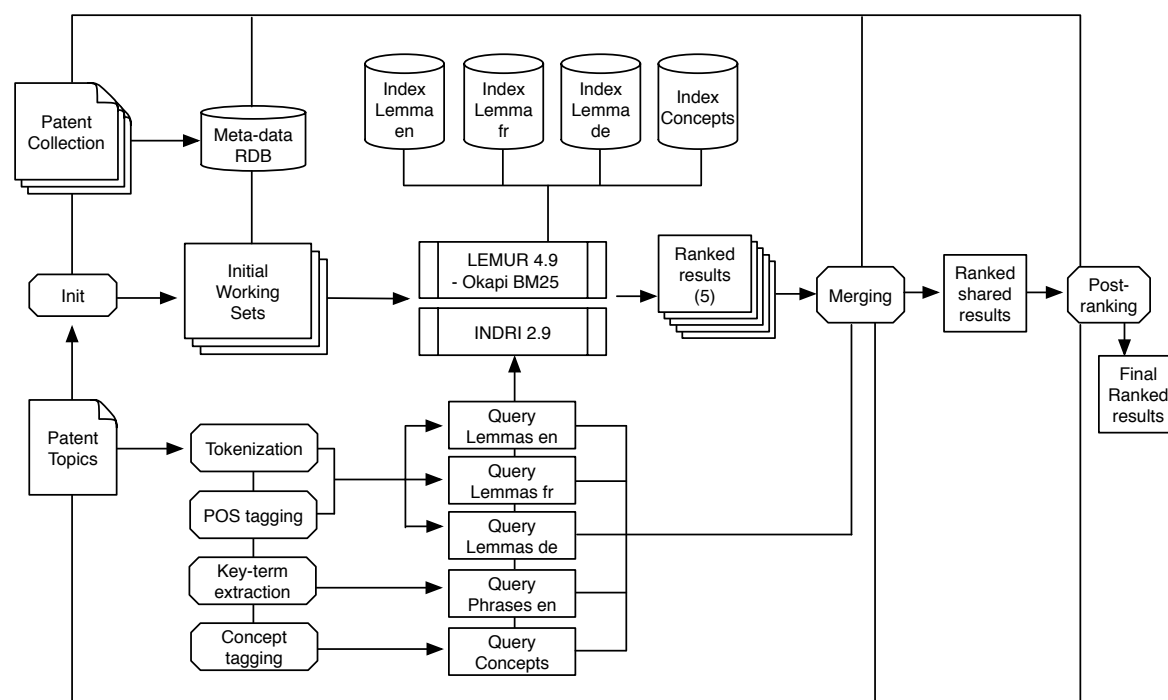 Patent
Collection
Meta-data
RDB
Index
Lemma
en
Index
Lemma
fr
Index
Lemma
de
Index
Concepts
Init
Initial
Working
Sets
LEMUR 4.9
- Okapi BM25
INDRI 2.9
Ranked
results
(5)
Merging
Ranked
shared
results
Post-
ranking
Final
Ranked
results
Patent
Topics
Tokenization
POS tagging
Key-term
extraction
Concept
tagging
Query
Lemmas en
Query
Lemmas fr
Query
Lemmas de
Query
Phrases en
Query
Concepts